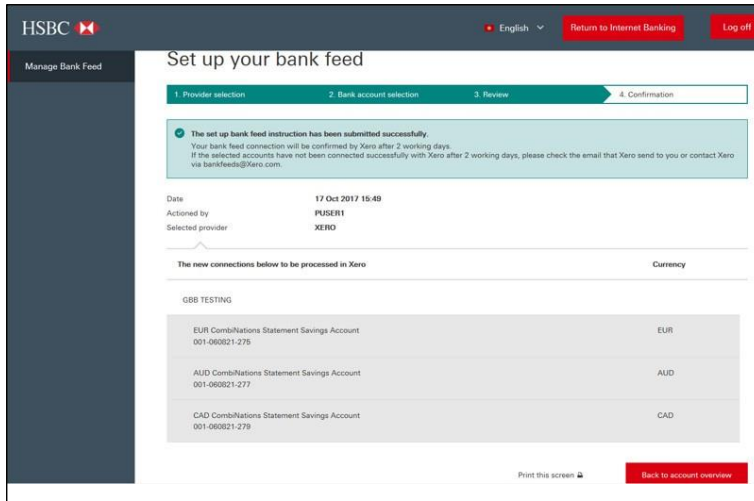 HSBC
English
Return to Internet Banking
Log off
Manage Bank Feed
Set up your bank feed
1. Provider selection
2. Bank account selection
3. Review
4. Confirmation
The set up bank feed instruction has been submitted successfully.
Your bank feed connection will be confirmed by Xero after 2 working days.
If the selected accounts have not been connected successfully with Xero after 2 working days, please check the email that Xero send to you or contact Xero
via bankfeeds@Xero.com.
Date 17 Oct 2017 15:49
Actioned by PUSER1
Selected provider XERO
The new connections below to be processed in Xero Currency
GBB TESTING
EUR CombiNations Statement Savings Account EUR
001-060821-275
AUD CombiNations Statement Savings Account AUD
001-060821-277
CAD CombiNations Statement Savings Account CAD
001-060821-279
Print this screen
Back to account overview